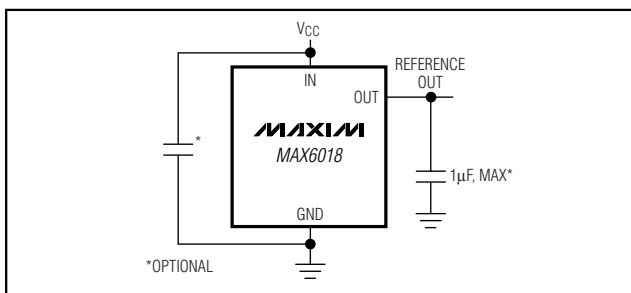 VCC
REFERENCE
OUT
IN
OUT
MAXIM
MAX6018
*
1μF, MAX*
GND
*OPTIONAL